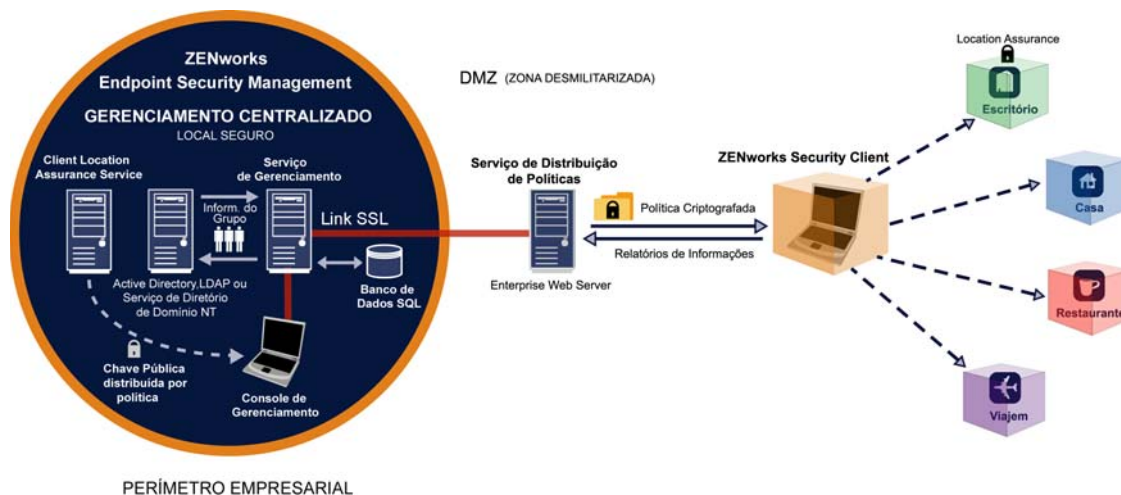 ZENworks
Endpoint Security Management
GERENCIAMENTO CENTRALIZADO
LOCAL SEGURO
Client Location
Assurance Service
Serviço
de Gerenciamento
Inform. do
Grupo
Link SSL
Active Directory,LDAP ou
Serviço de Diretório
de Domínio NT
Banco de
Dados SQL
Chave Pública
distribuída por
política
Console de
Gerenciamento
PERÍMETRO EMPRESARIAL
DMZ (ZONA DESMILITARIZADA)
Serviço de Distribuição
de Políticas
Política Criptografada
Relatórios de Informações
Enterprise Web Server
ZENworks Security Client
Location Assurance
Escritório
Casa
Restaurante
Viajem